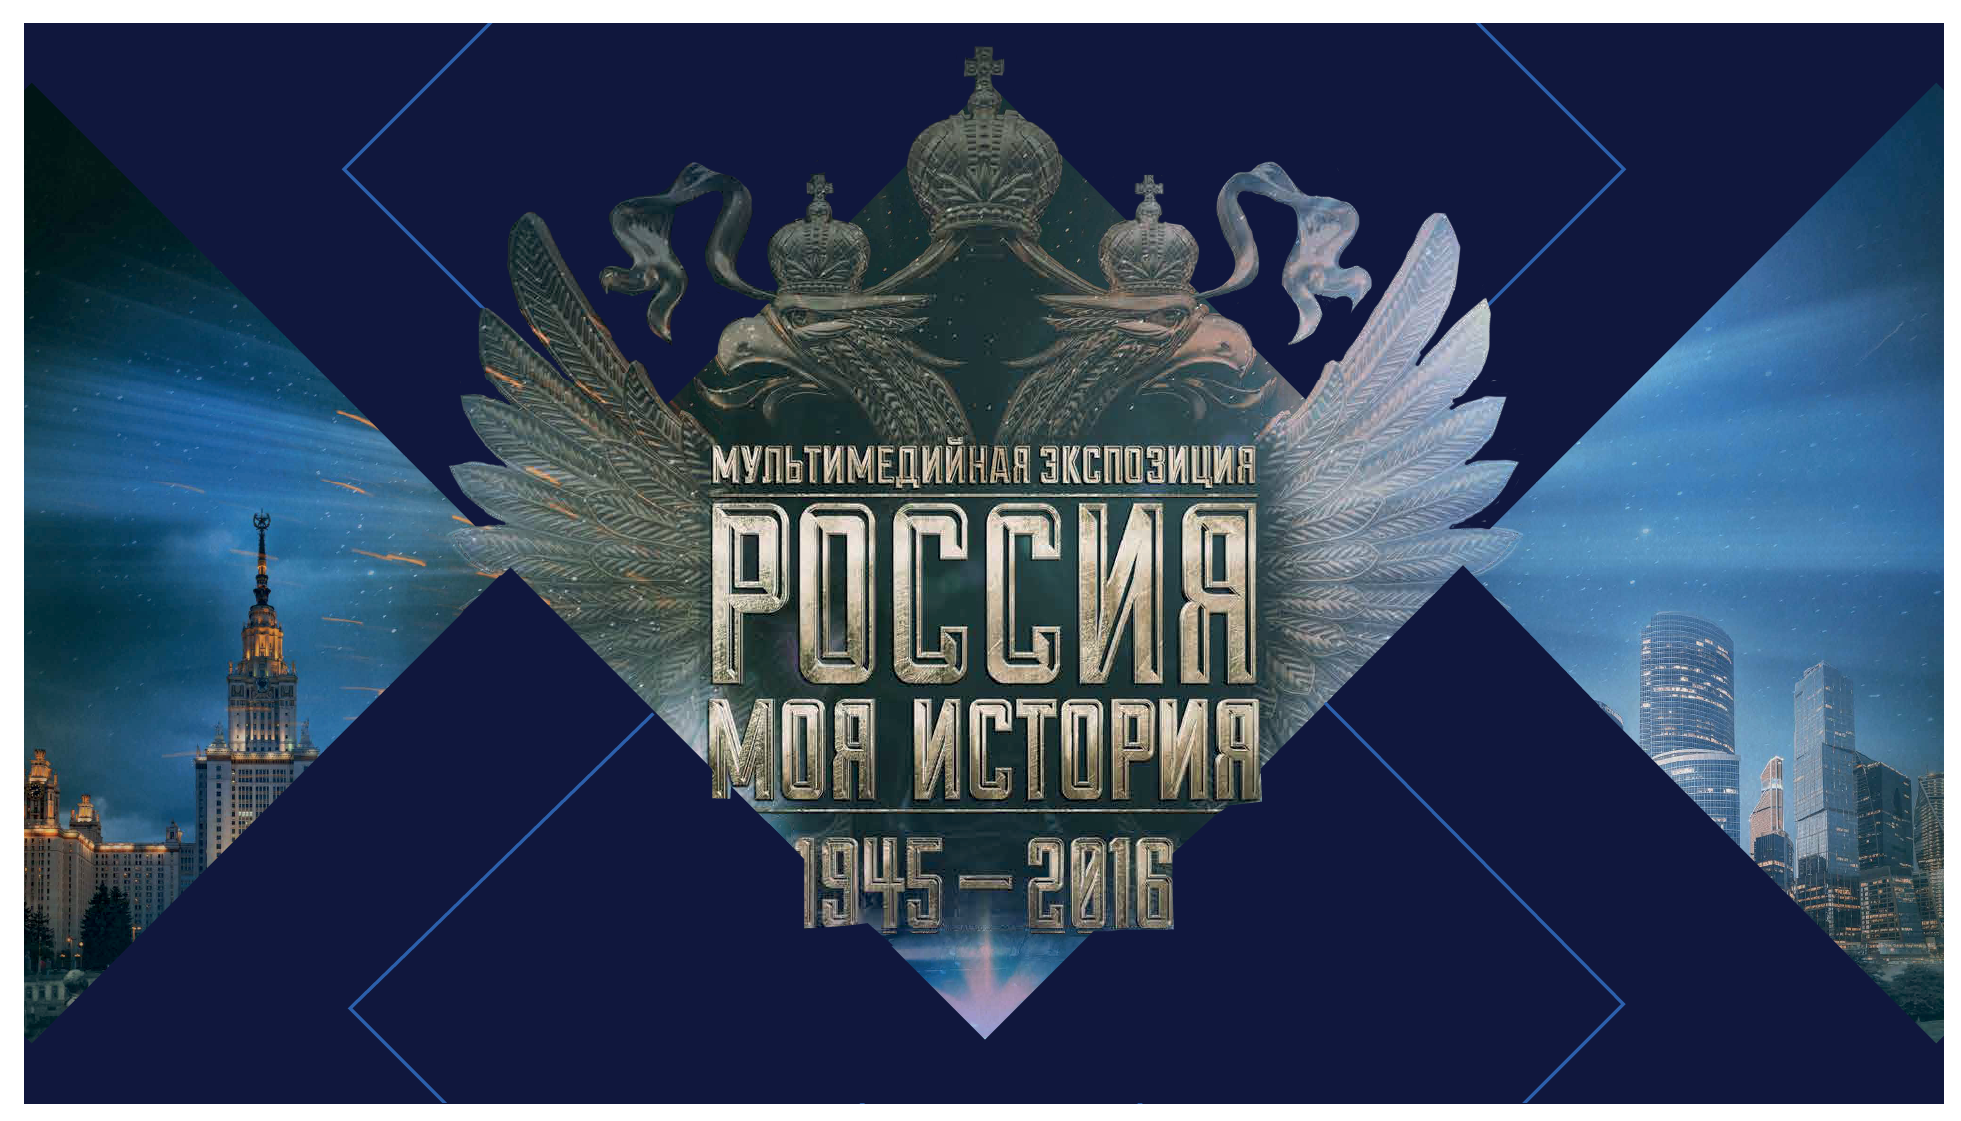 МУЛЬТИМЕДИЙНАЯ ЭКСПОЗИЦИЯ
РОССИЯ
МОЯ ИСТОРИЯ
1945 — 2016